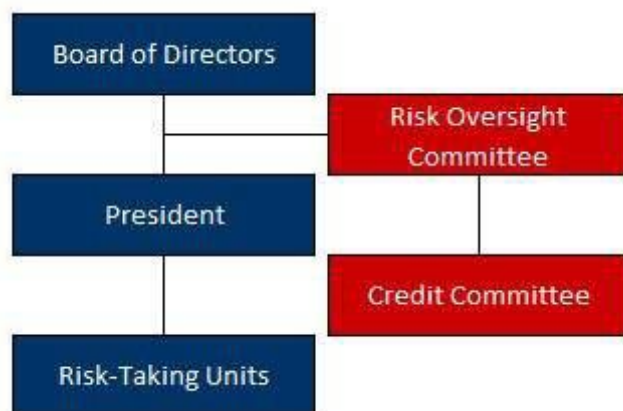 Board of Directors
Risk Oversight
Committee
President
Credit Committee
Risk-Taking Units